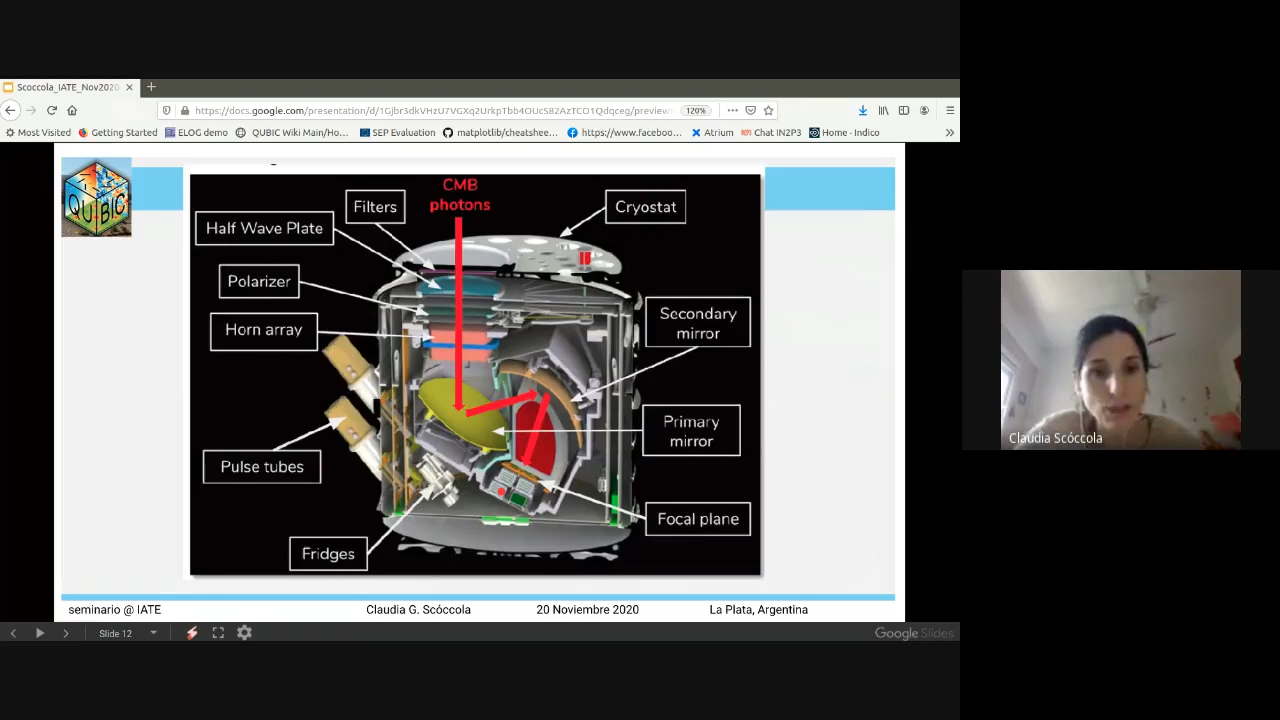 Scoccola_IATE_Nov2020
https://docs.google.com/presentation/d/1Gjbr3dkVHzU7VGXq2UrkpTbb4OUcS82AzTCO1Qdqceg/preview
120%
Most Visited
Getting Started
ELOG demo
QUBIC Wiki Main/Ho...
SEP Evaluation
matplotlib/cheatshee...
https://www.faceboo...
Atrium
Chat IN2P3
Home · Indico
QUBIC
CMB
photons
Filters
Cryostat
Half Wave Plate
Polarizer
Secondary
mirror
Horn array
Primary
mirror
Pulse tubes
Focal plane
Fridges
seminario @ IATE
Claudia G. Scóccola
20 Noviembre 2020
La Plata, Argentina
Slide 12
Google Slides
Claudia Scóccola